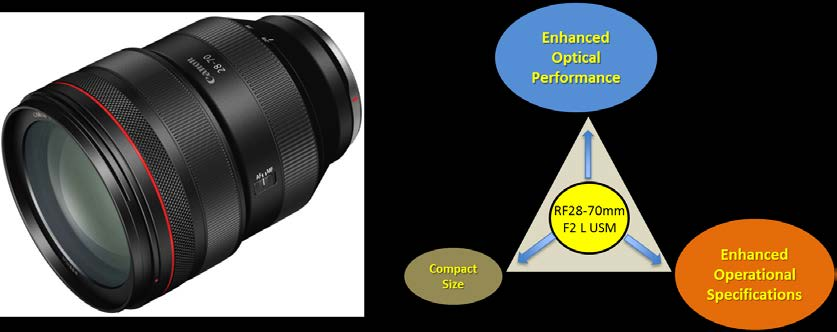 Canon
28-70
Enhanced
Optical
Performance
RF28-70mm
F2 L USM
Compact
Size
Enhanced
Operational
Specifications